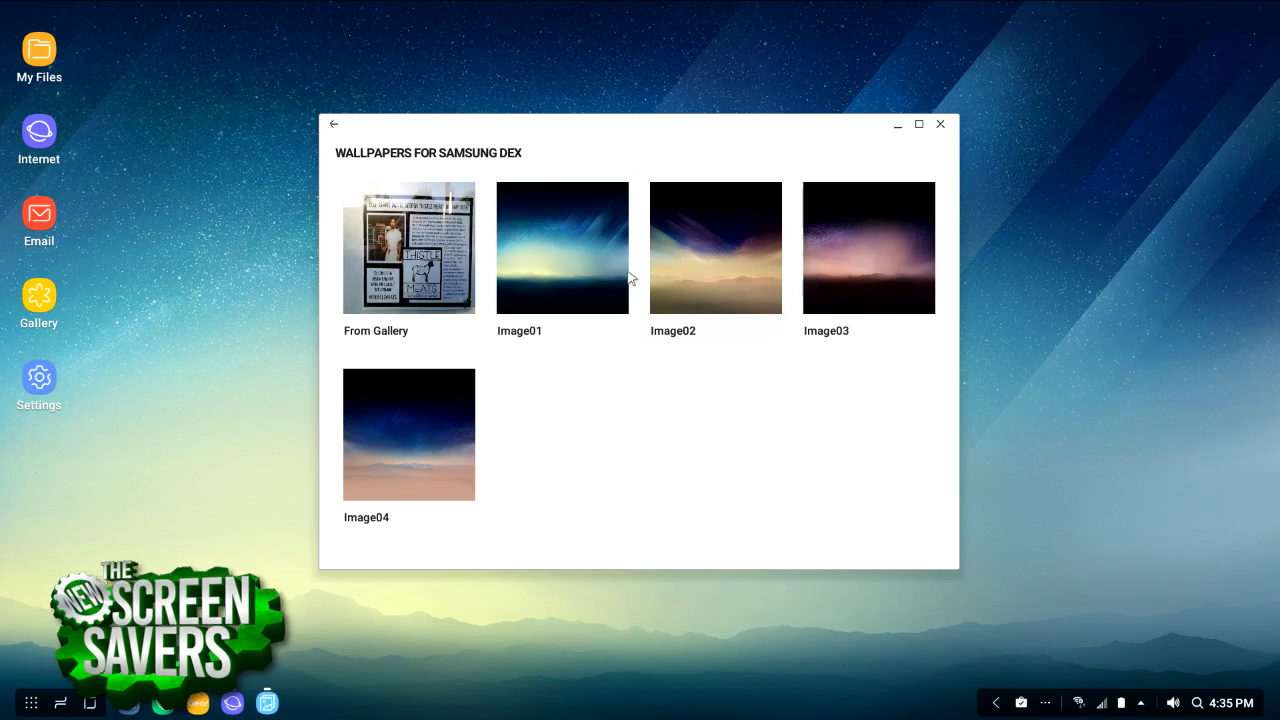 My Files
Internet
Email
Gallery
Settings
WALLPAPERS FOR SAMSUNG DEX
THISTLE
MEATS
From Gallery
Image01
Image02
Image03
Image04
THE
NEW
SCREEN
SAVERS
4:35 PM